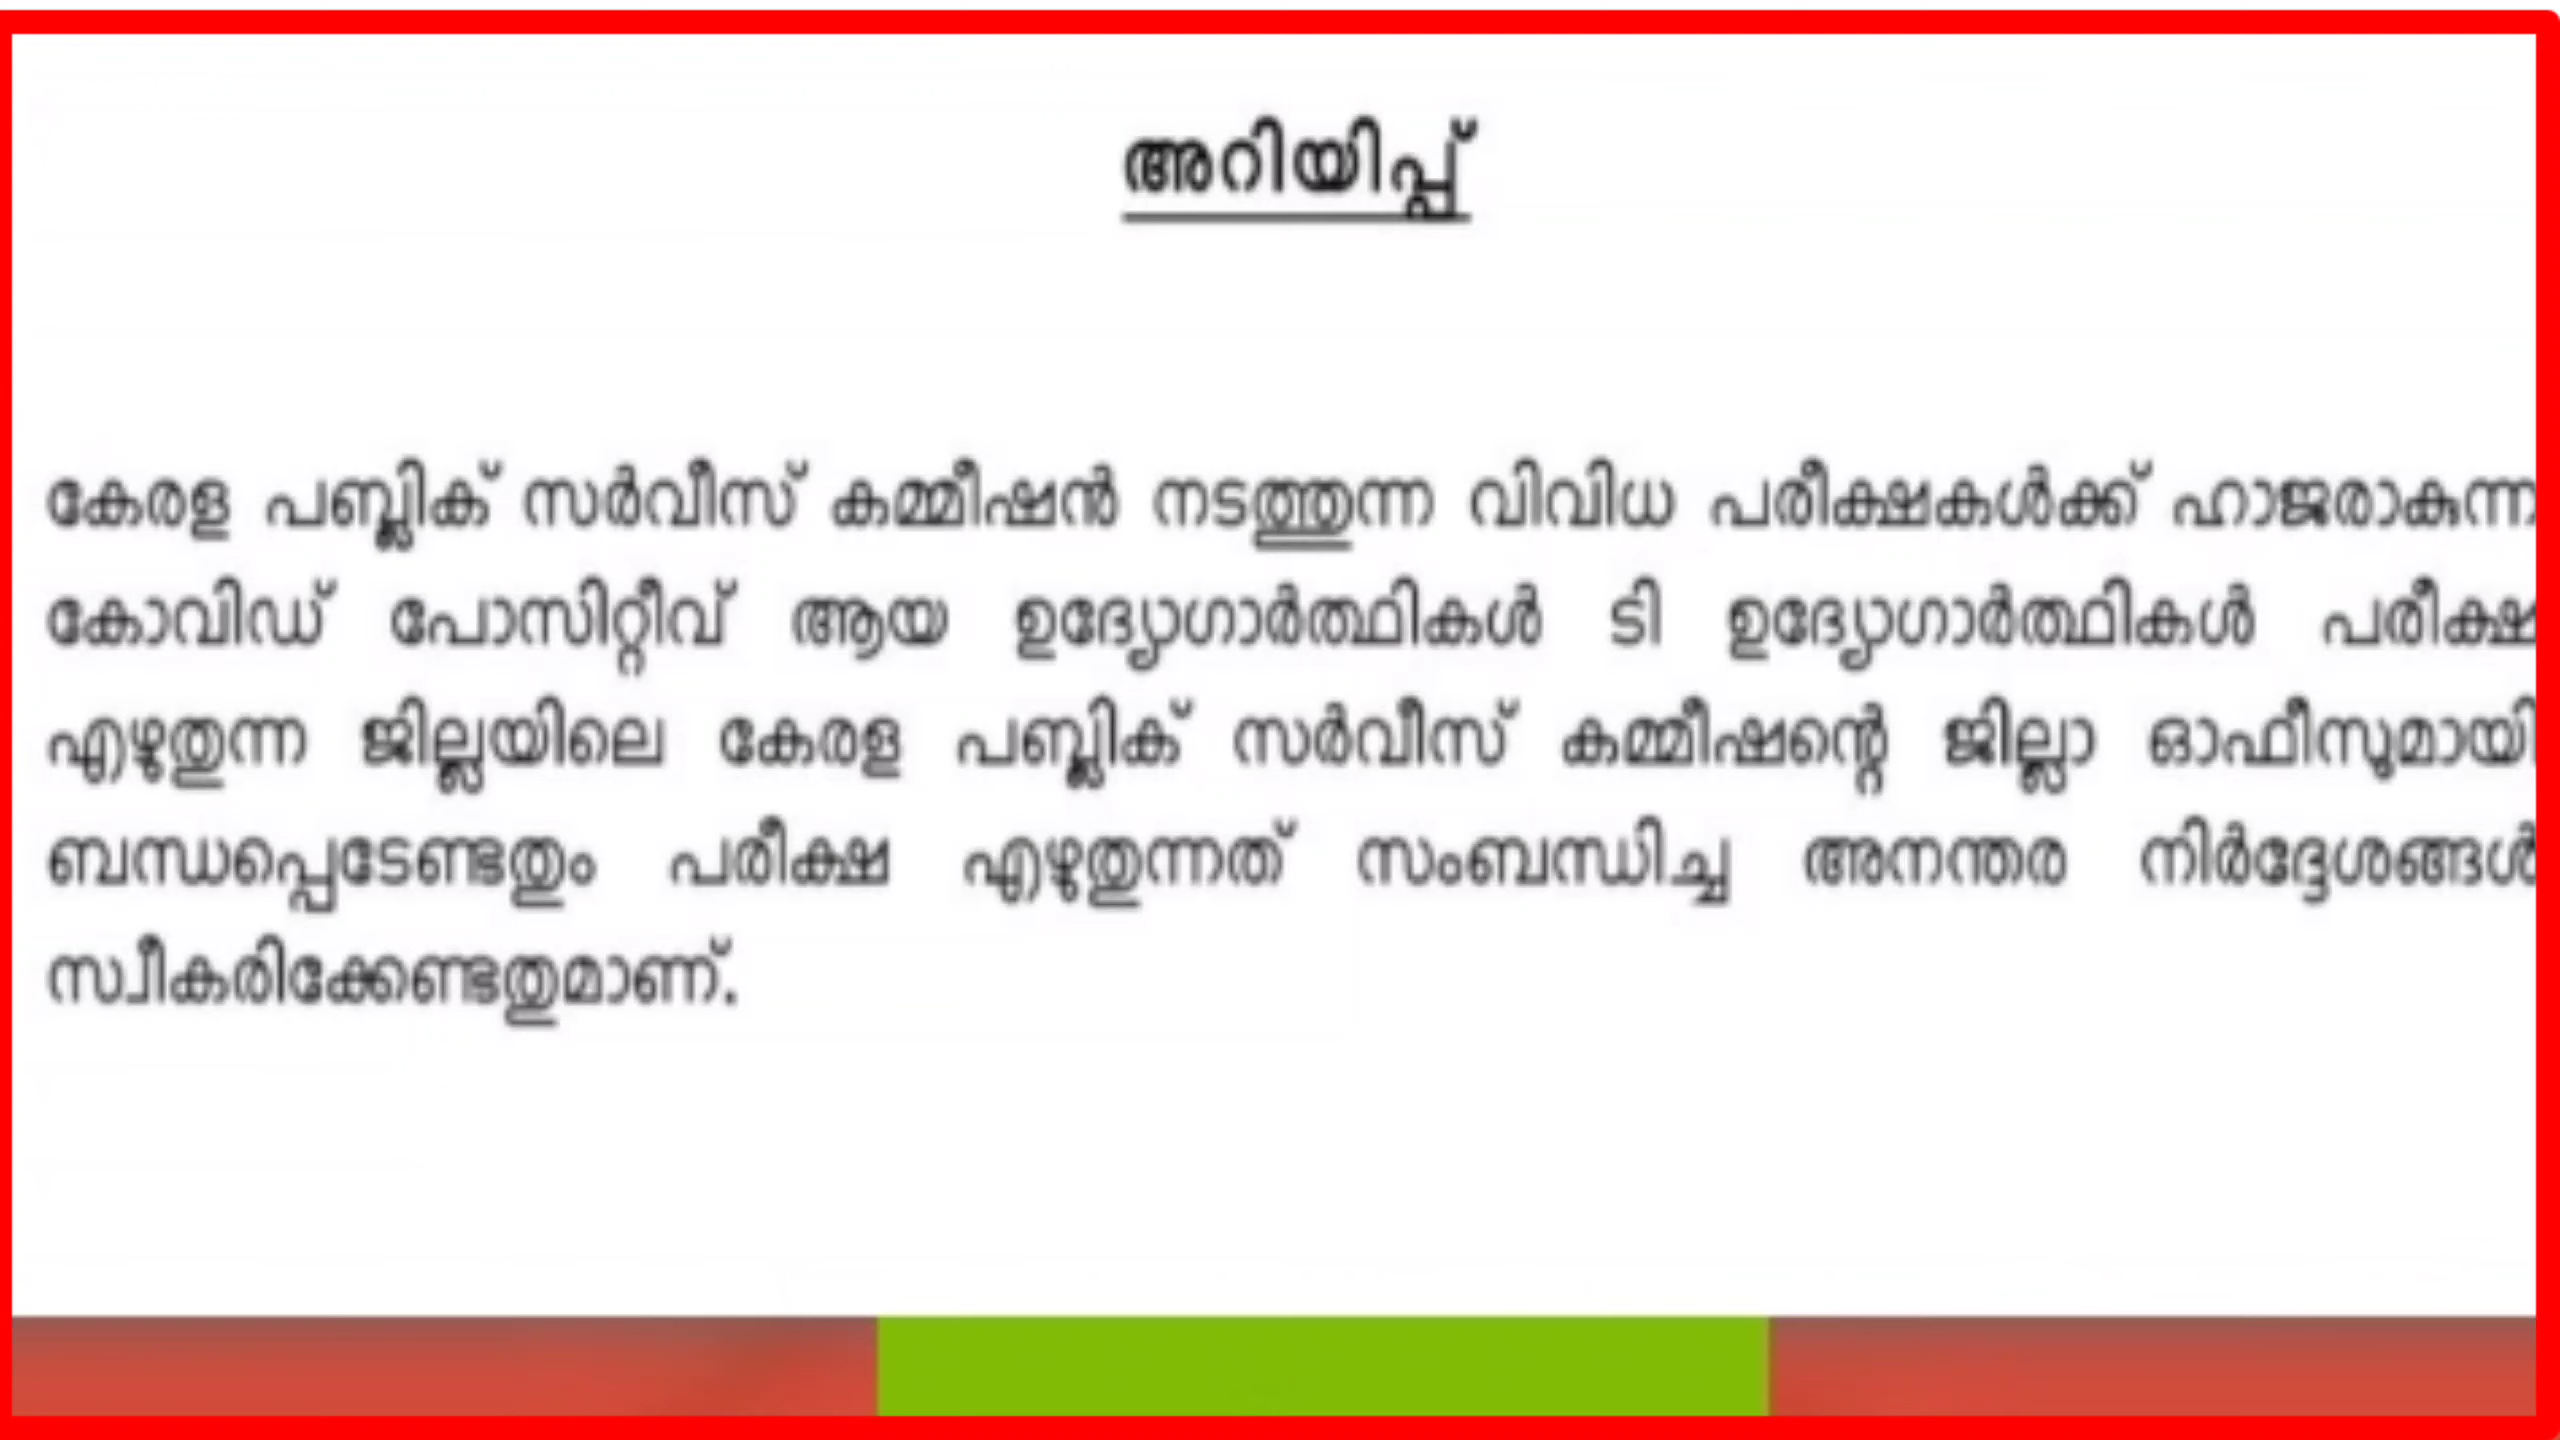 അറിയിപ്പ്
കേരള പബ്ലിക് സർവീസ് കമ്മീഷൻ നടത്തുന്ന വിവിധ പരീക്ഷകൾക്ക് ഹാജരാകുന്ന
കോവിഡ് പോസിറ്റീവ് ആയ ഉദ്യോഗാർത്ഥികൾ ടി ഉദ്യോഗാർത്ഥികൾ പരീക്ഷ
എഴുതുന്ന ജില്ലയിലെ കേരള പബ്ലിക് സർവീസ് കമ്മീഷന്റെ ജില്ലാ ഓഫീസുമായി
ബന്ധപ്പെടേണ്ടതും പരീക്ഷ എഴുതുന്നത് സംബന്ധിച്ച അനന്തര നിർദ്ദേശങ്ങൾ
സ്വീകരിക്കേണ്ടതുമാണ്.